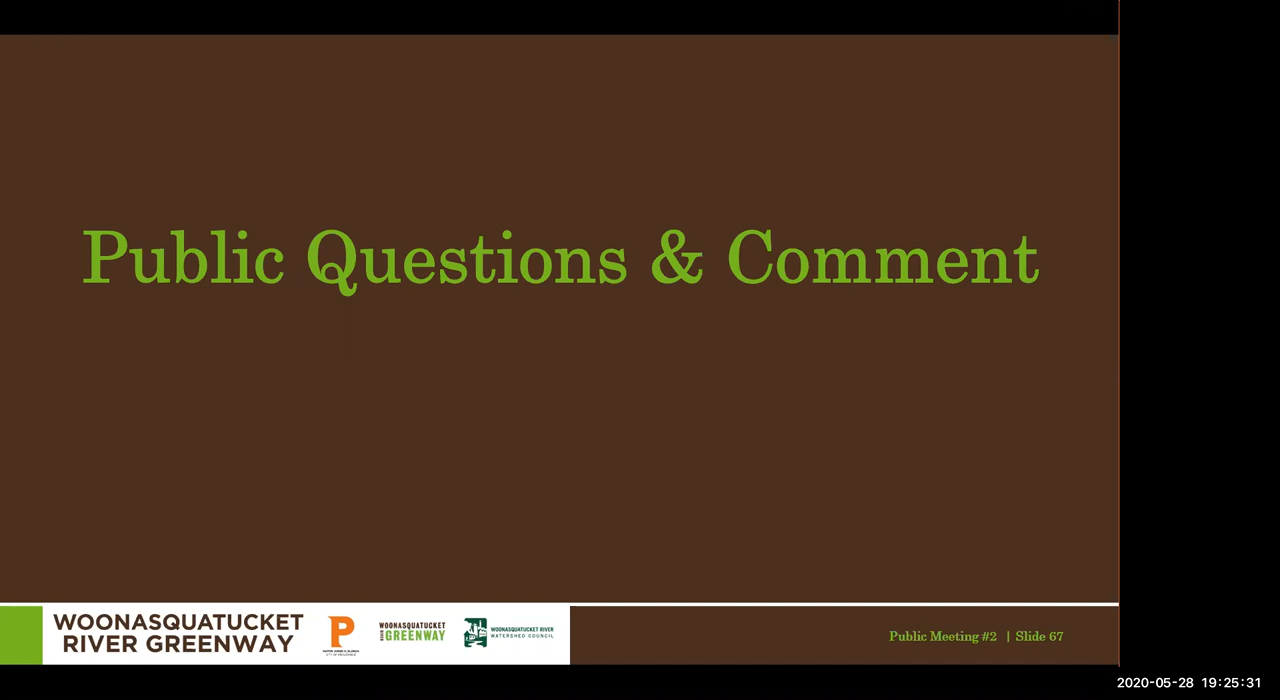 Public Questions & Comment
WOONASQUATUCKET
RIVER GREENWAY
P
WOONASQUATUCKET
RIVER GREENWAY
WOONASQUATUCKET RIVER
WATERSHED COUNCIL
Public Meeting #2 | Slide 67
2020-05-28 19:25:31